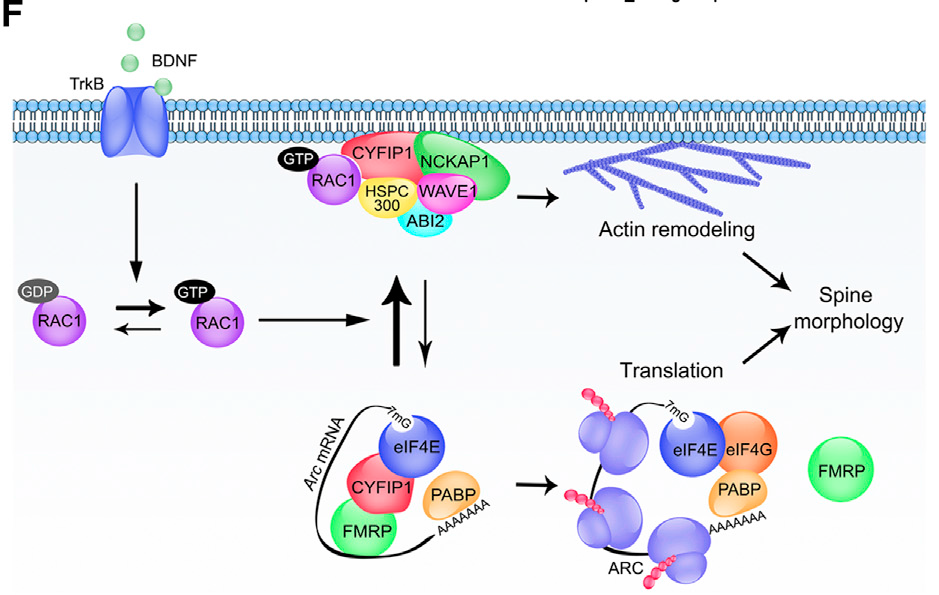 F
BDNF
TrkB
GTP
CYFIP1
NCKAP1
RAC1
HSPC
300
WAVE1
ABI2
Actin remodeling
GDP
GTP
RAC1
RAC1
Spine
morphology
Translation
Arc mRNA
7mG
eIF4E
CYFIP1
PABP
FMRP
AAAAAAA
7mG
eIF4E
eIF4G
PABP
AAAAAAA
FMRP
ARC